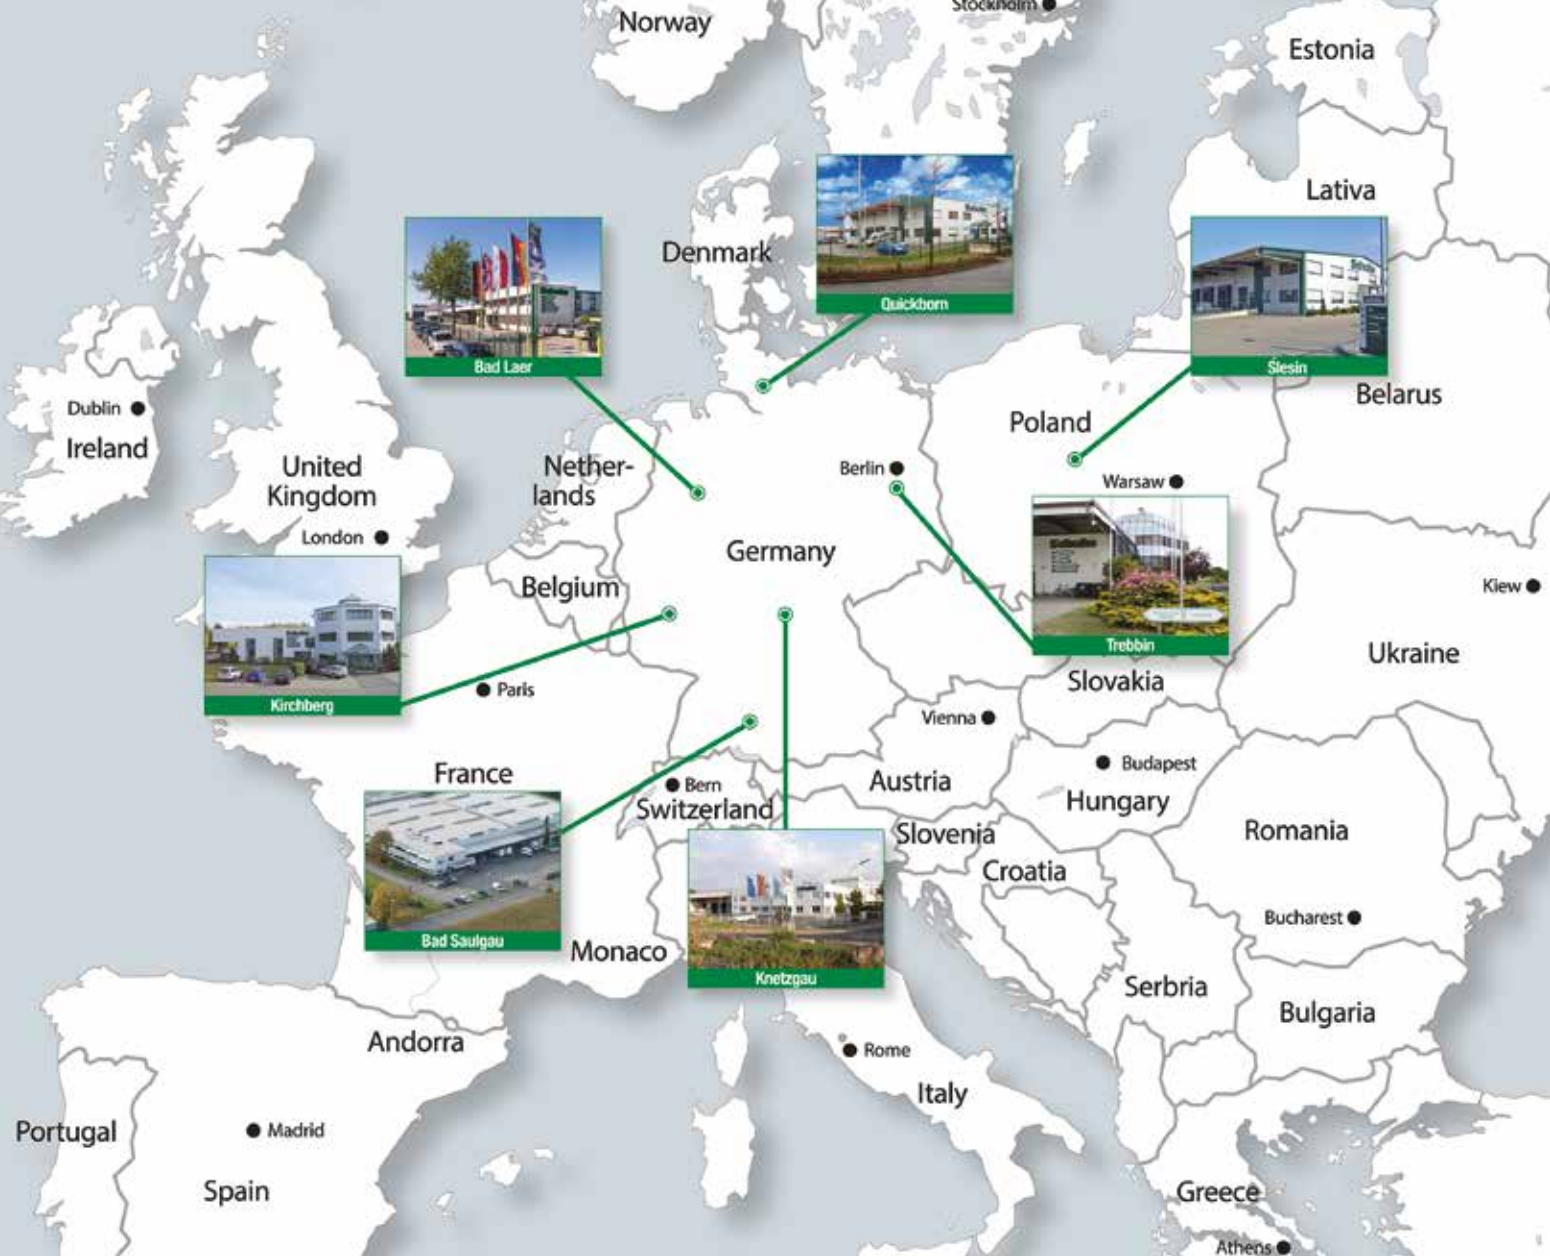 Norway
Stockholm
Estonia
Lativa
Denmark
Quickborn
Bad Laer
Ślesin
Belarus
Dublin
Ireland
United
Kingdom
London
Nether-
lands
Berlin
Poland
Warsaw
Germany
Belgium
Kiew
Ukraine
Trebbin
Kirchberg
Paris
Slovakia
Vienna
Budapest
France
Bern
Switzerland
Austria
Hungary
Slovenia
Romania
Croatia
Bucharest
Bad Saulgau
Monaco
Knetzgau
Serbria
Bulgaria
Andorra
Rome
Italy
Portugal
Madrid
Spain
Greece
Athens